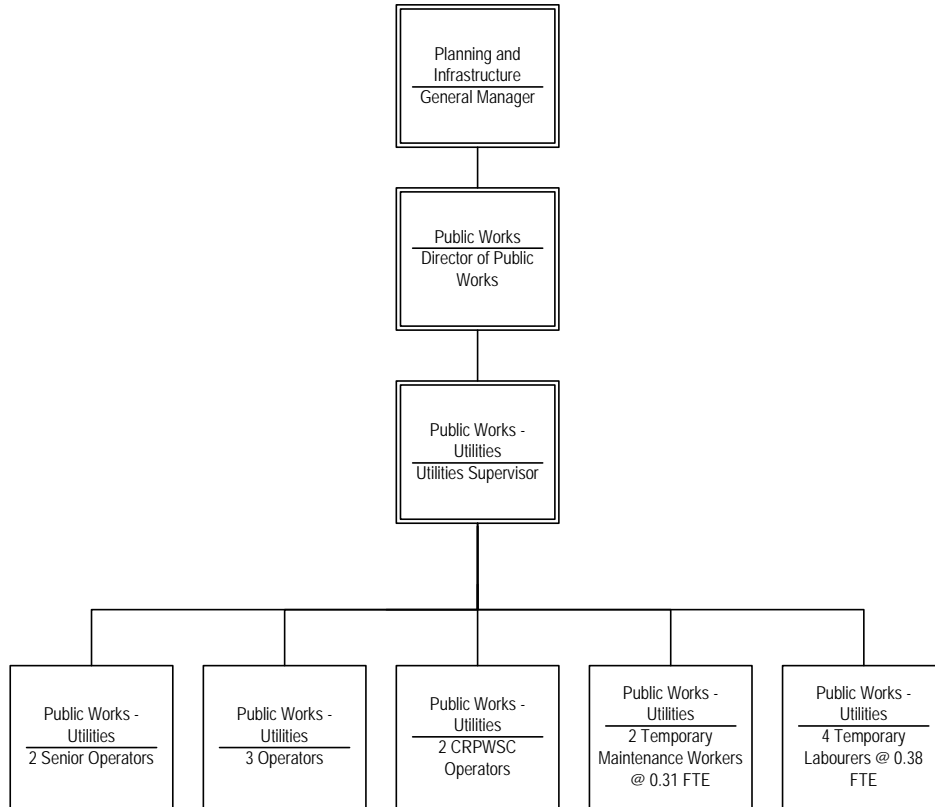 Planning and
Infrastructure
General Manager
Public Works
Director of Public
Works
Public Works -
Utilities
Utilities Supervisor
Public Works -
Utilities
2 Senior Operators
Public Works -
Utilities
3 Operators
Public Works -
Utilities
2 CRPWSC
Operators
Public Works -
Utilities
2 Temporary
Maintenance Workers
@ 0.31 FTE
Public Works -
Utilities
4 Temporary
Labourers @ 0.38
FTE